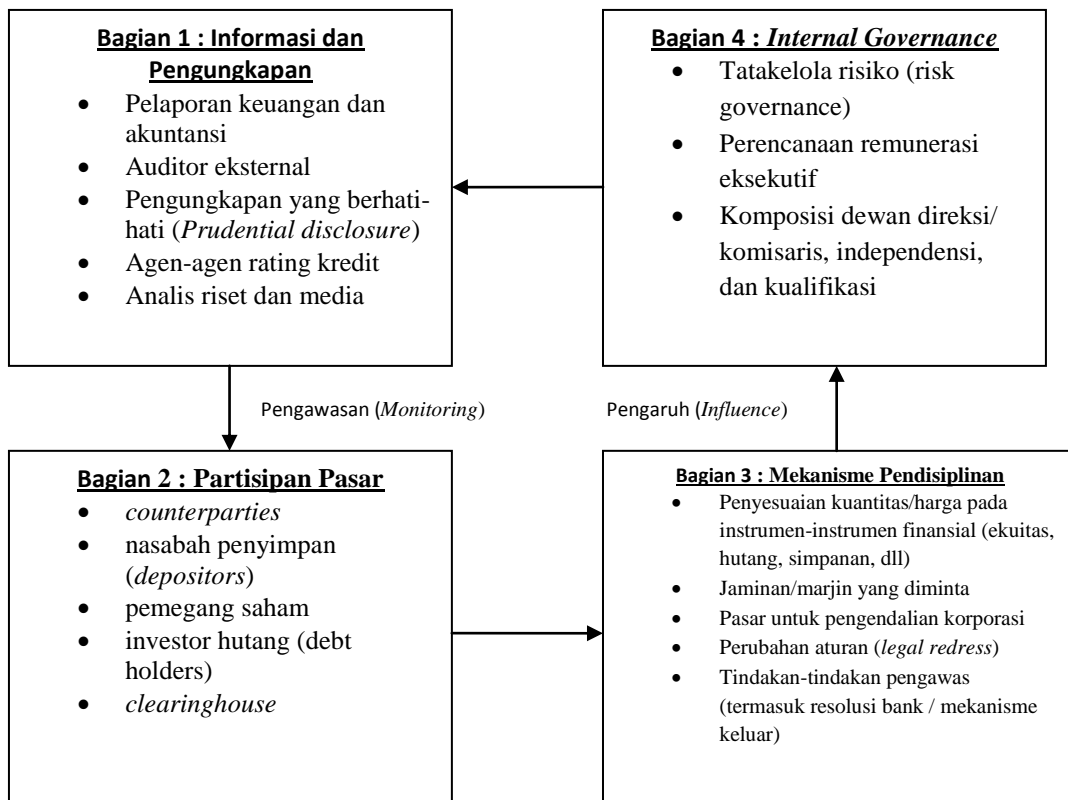 Bagian 1 : Informasi dan
Pengungkapan
• Pelaporan keuangan dan
akuntansi
• Auditor eksternal
• Pengungkapan yang berhati-
hati (Prudential disclosure)
• Agen-agen rating kredit
• Analis riset dan media
Bagian 4 : Internal Governance
• Tatakelola risiko (risk
governance)
• Perencanaan remunerasi
eksekutif
• Komposisi dewan direksi/
komisaris, independensi,
dan kualifikasi
Pengawasan (Monitoring)
Pengaruh (Influence)
Bagian 2 : Partisipan Pasar
• counterparties
• nasabah penyimpan
(depositors)
• pemegang saham
• investor hutang (debt
holders)
• clearinghouse
Bagian 3 : Mekanisme Pendisiplinan
• Penyesuaian kuantitas/harga pada
instrumen-instrumen finansial (ekuitas,
hutang, simpanan, dll)
• Jaminan/marjin yang diminta
• Pasar untuk pengendalian korporasi
• Perubahan aturan (legal redress)
• Tindakan-tindakan pengawas
(termasuk resolusi bank / mekanisme
keluar)